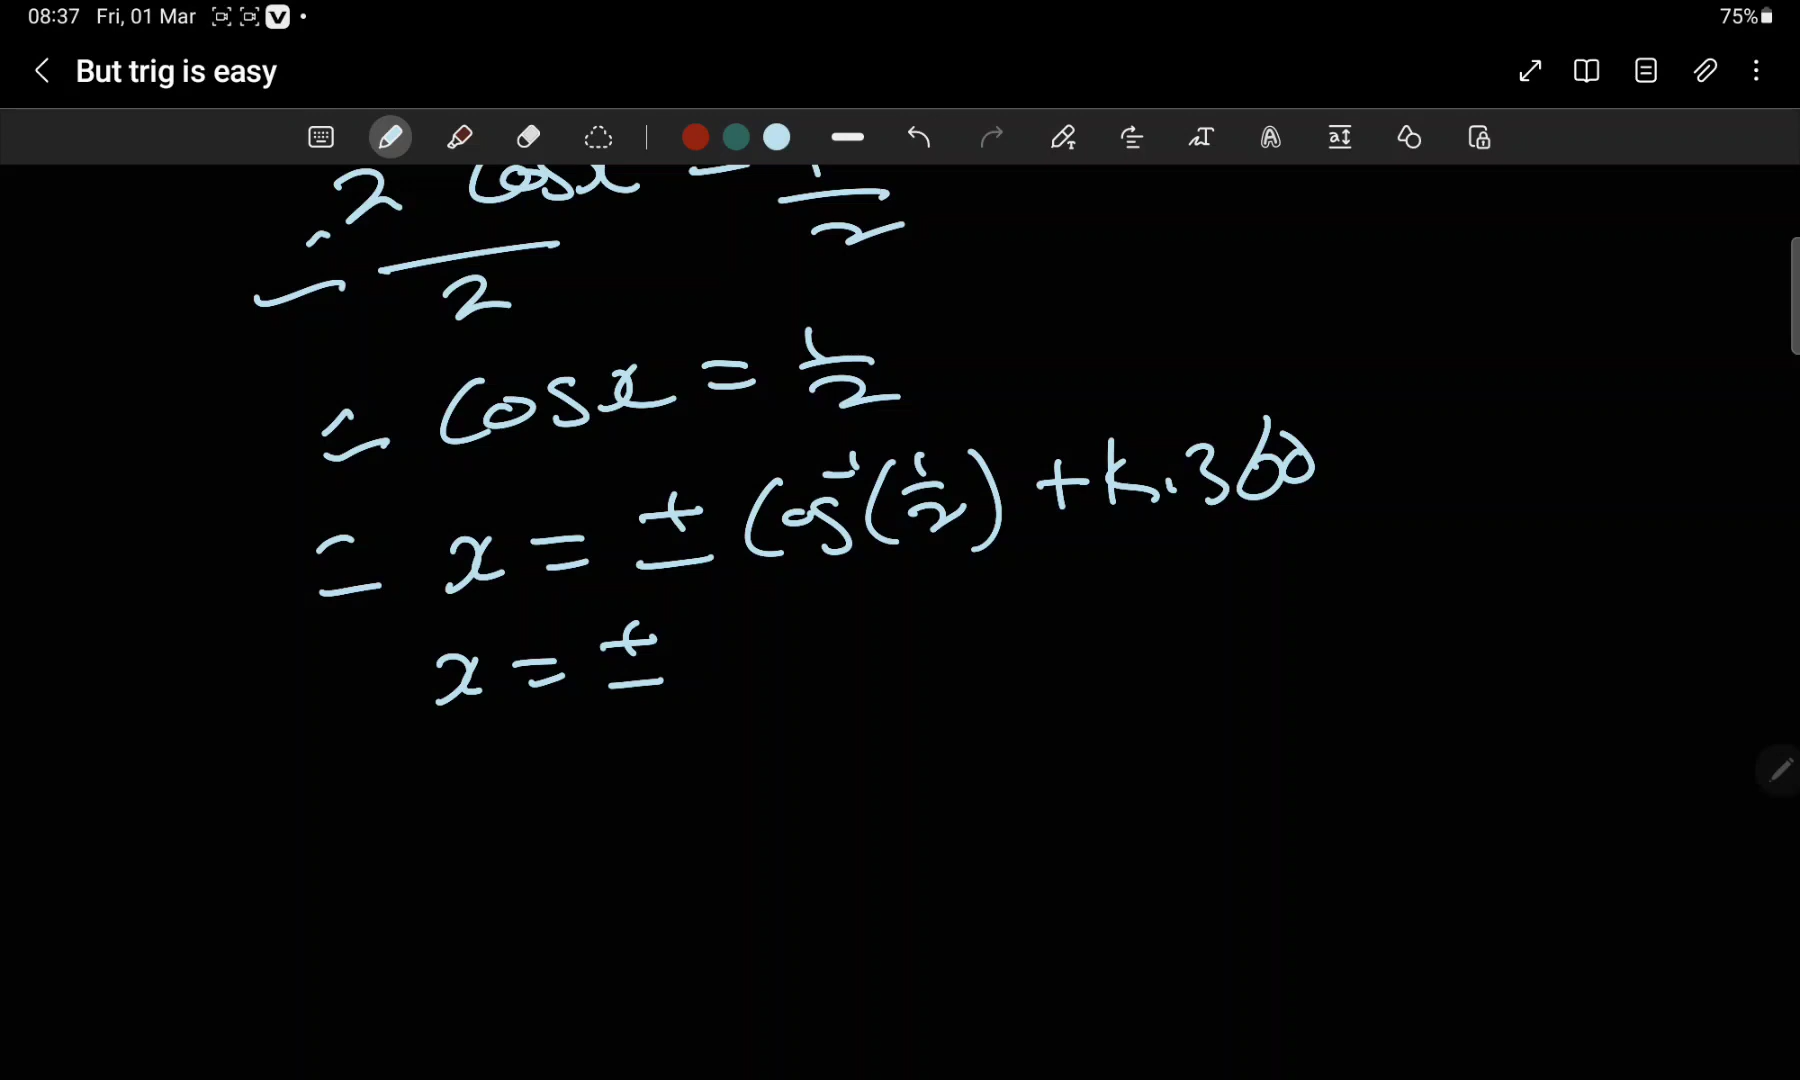 08:37 Fri, 01 Mar
75%
But trig is easy
2 cos x = 1/2
2
∴ cos x = 1/2
= x = ± cos⁻¹(1/2) + k.360
x = ±